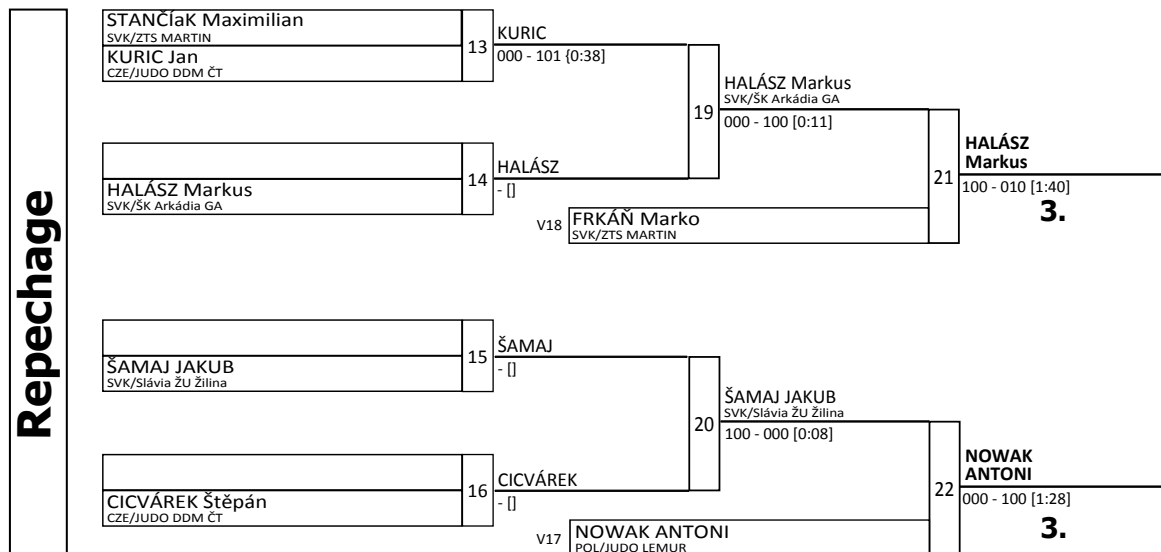 Repechage
STANČÍaK Maximilian
SVK/ZTS MARTIN
KURIC Jan
CZE/JUDO DDM ČT
13
KURIC
000 - 101 {0:38]
HALÁSZ Markus
SVK/ŠK Arkádia GA
14
HALÁSZ
- []
19
HALÁSZ Markus
SVK/ŠK Arkádia GA
000 - 100 [0:11]
V18
FRKÁŇ Marko
SVK/ZTS MARTIN
21
HALÁSZ
Markus
100 - 010 [1:40]
3.
ŠAMAJ JAKUB
SVK/Slávia ŽU Žilina
15
ŠAMAJ
- []
CICVÁREK Štěpán
CZE/JUDO DDM ČT
16
CICVÁREK
- []
20
ŠAMAJ JAKUB
SVK/Slávia ŽU Žilina
100 - 000 [0:08]
V17
NOWAK ANTONI
POL/JUDO LEMUR
22
NOWAK
ANTONI
000 - 100 [1:28]
3.